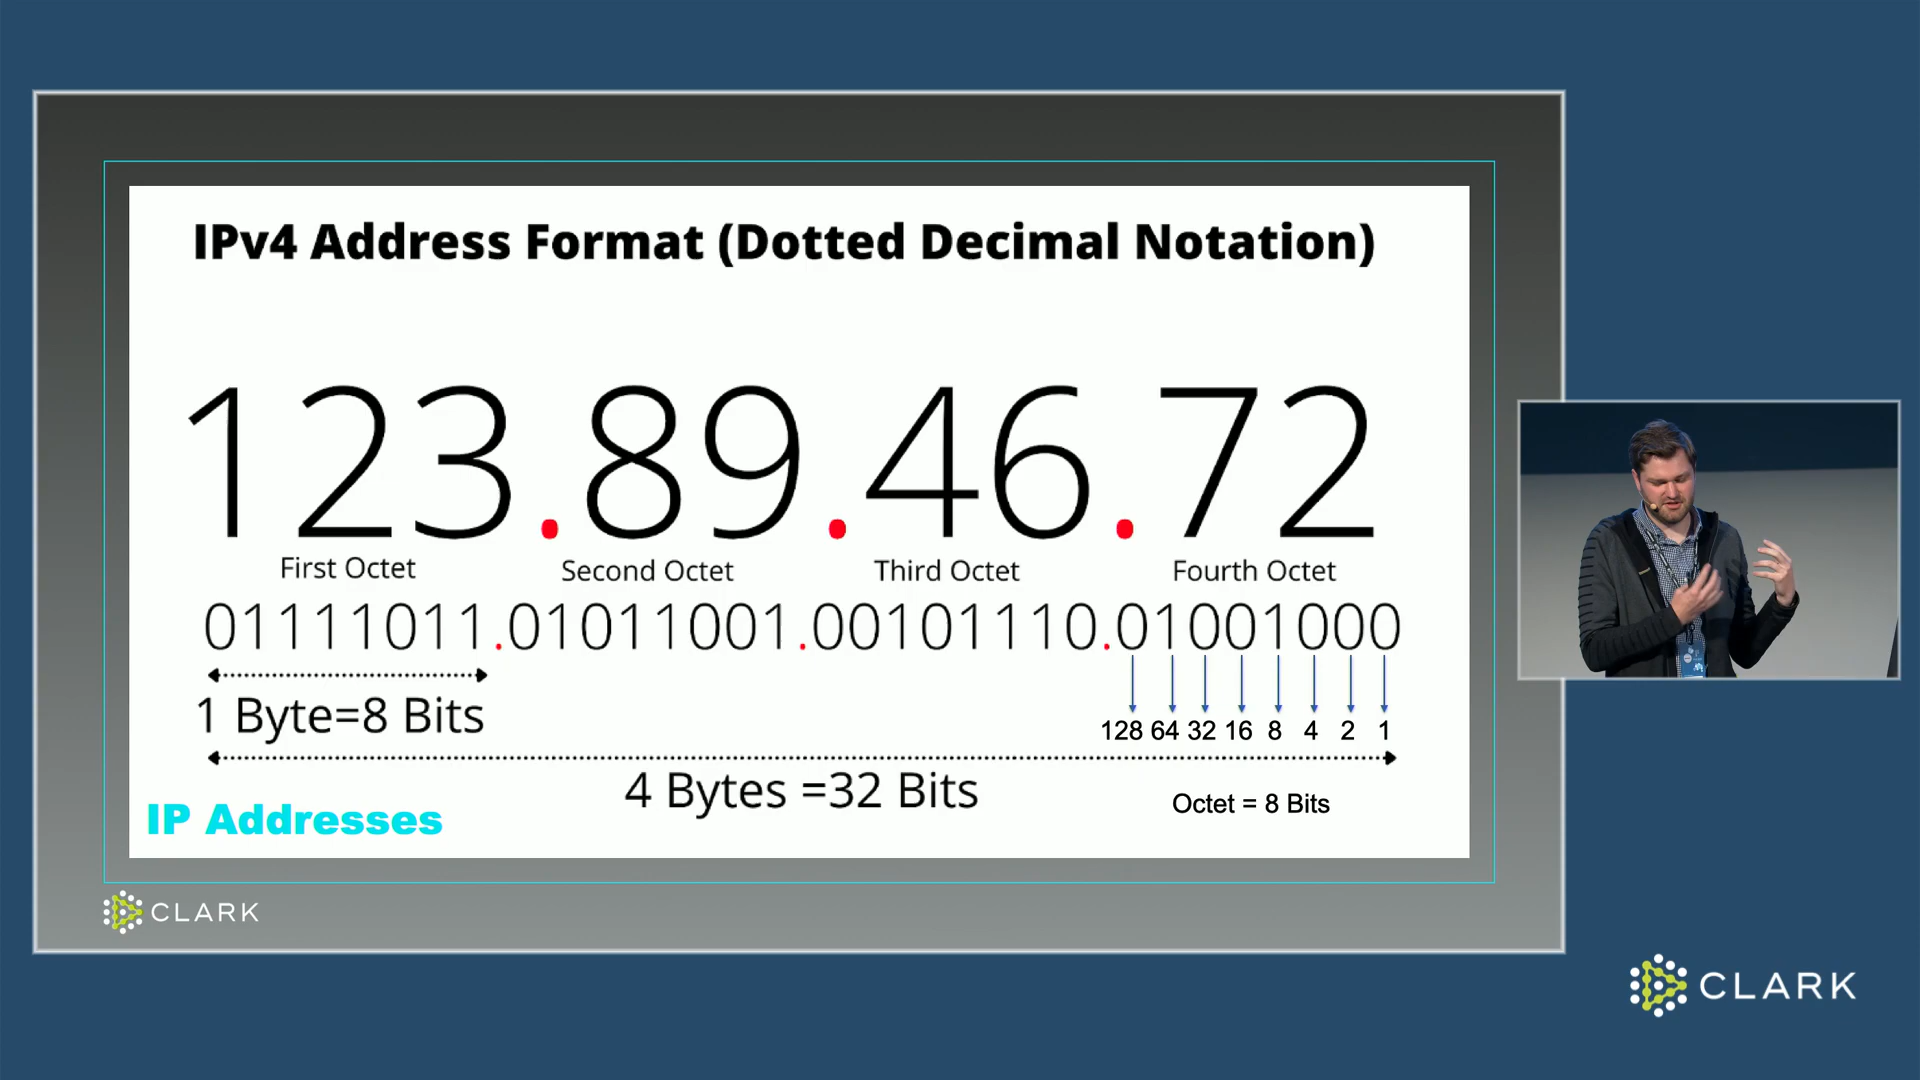 IPv4 Address Format (Dotted Decimal Notation)
123.89.46.72
First Octet Second Octet Third Octet Fourth Octet
01111011.01011001.00101110.01001000
1 Byte=8 Bits
128 64 32 16 8 4 2 1
4 Bytes =32 Bits
Octet = 8 Bits
IP Addresses
CLARK
CLARK